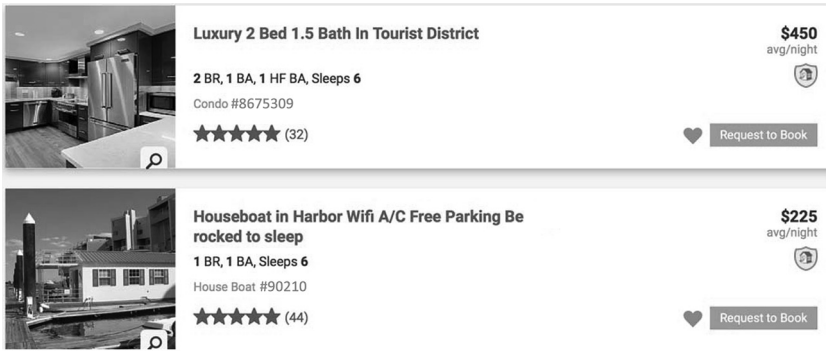 Luxury 2 Bed 1.5 Bath In Tourist District
$450
avg/night
2 BR, 1 BA, 1 HF BA, Sleeps 6
Condo #8675309
(32)
Request to Book
Houseboat in Harbor Wifi A/C Free Parking Be
rocked to sleep
$225
avg/night
1 BR, 1 BA, Sleeps 6
House Boat #90210
(44)
Request to Book